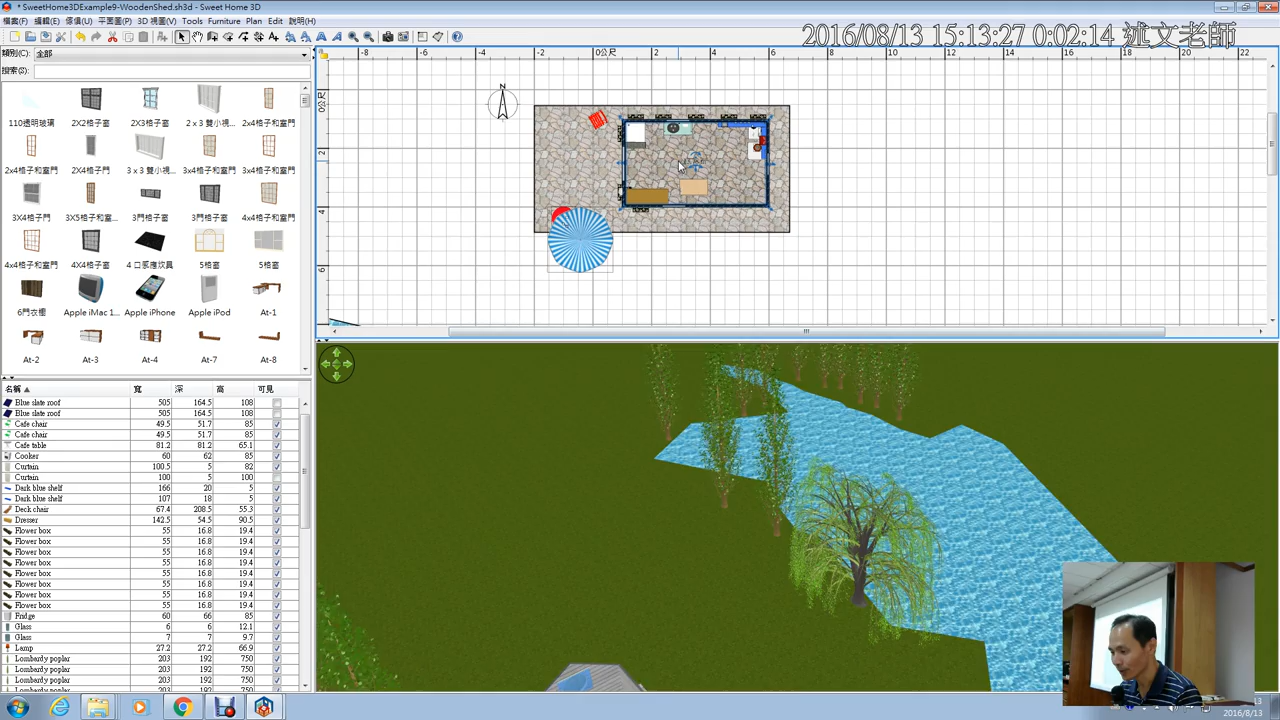 * SweetHome3DExample9-WoodenShed.sh3d - Sweet Home 3D
檔案(F) 編輯(E) 傢俱(U) 平面圖(P) 3D 視圖(V) Tools Furniture Plan Edit 說明(H)
2016/08/13 15:13:27 0:02:14 述文老師
類別(C): 全部
搜索(S):
-8 -6 -4 -2 0公尺 2 4 6 8 10 12 14 16 18 20 22
0公尺
2
4
6
N
110透明玻璃 2X2格子窗 2X3格子窗 2 x 3 雙小視... 2x4格子和室門
2x4格子和室門 2X4格子窗 3 x 3 雙小視... 3x4格子和室門 3x4格子和室門
3X4格子門 3X5格子窗... 3門格子窗 3門格子窗 4x4格子和室門
4x4格子和室門 4X4格子窗 4 口感應炊具 5格窗 5格窗
6門衣櫃 Apple iMac 1... Apple iPhone Apple iPod At-1
At-2 At-3 At-4 At-7 At-8
名稱 寬 深 高 可見
Blue slate roof 505 164.5 108
Blue slate roof 505 164.5 108
Cafe chair 49.5 51.7 85
Cafe chair 49.5 51.7 85
Cafe table 81.2 81.2 65.1
Cooker 60 62 85
Curtain 100.5 5 82
Curtain 100 5 100
Dark blue shelf 166 20 5
Dark blue shelf 107 18 5
Deck chair 67.4 208.5 55.3
Dresser 142.5 54.5 90.5
Flower box 55 16.8 19.4
Flower box 55 16.8 19.4
Flower box 55 16.8 19.4
Flower box 55 16.8 19.4
Flower box 55 16.8 19.4
Flower box 55 16.8 19.4
Flower box 55 16.8 19.4
Flower box 55 16.8 19.4
Fridge 60 66 85
Glass 6 6 12.1
Glass 7 7 9.7
Lamp 27.2 27.2 66.9
Lombardy poplar 203 192 750
Lombardy poplar 203 192 750
Lombardy poplar 203 192 750
2016/8/13